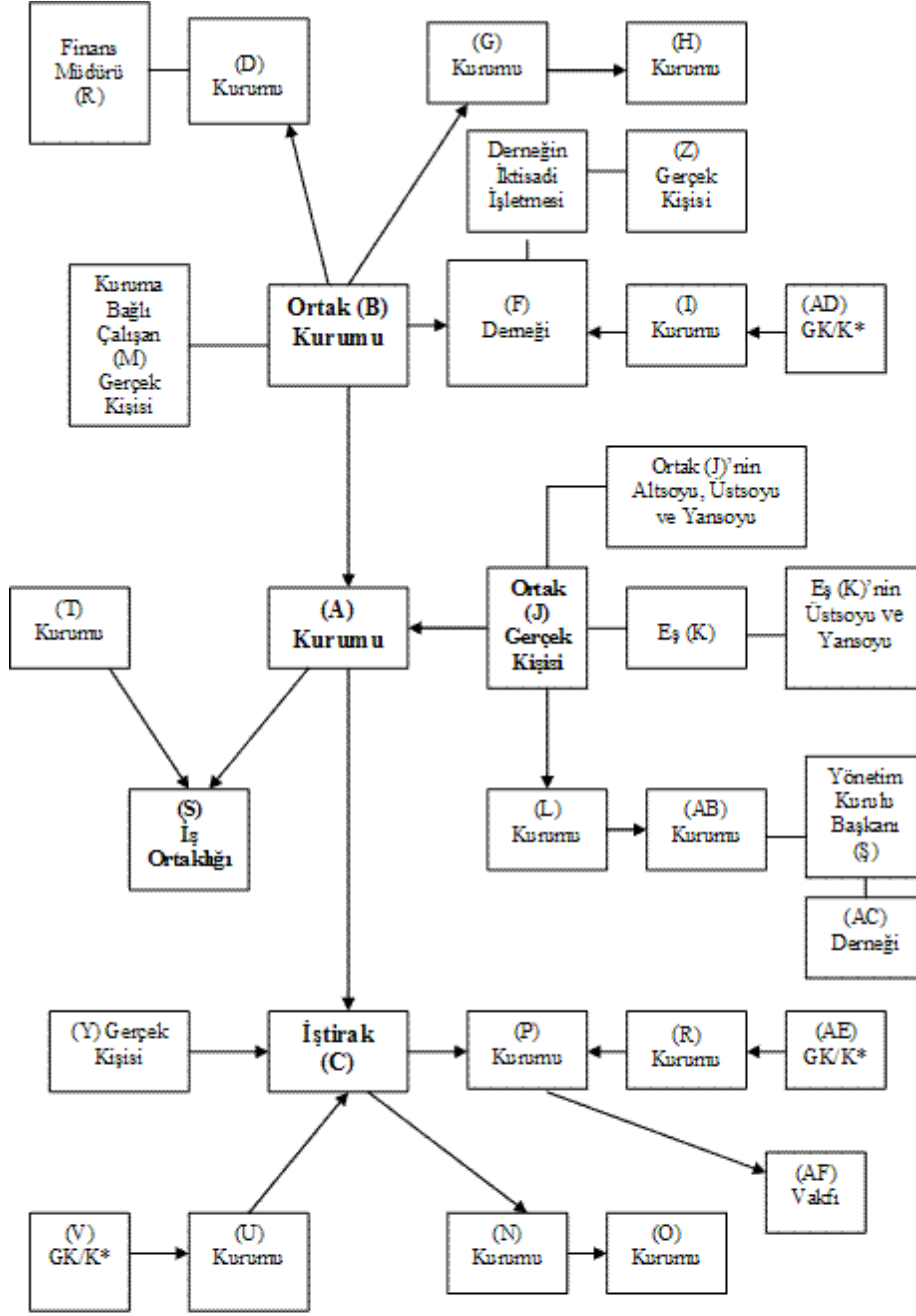 Finans
Müdürü
(R)
(D)
Kurumu
(G)
Kurumu
(H)
Kurumu
Derneğin
İktisadi
İşletmesi
(Z)
Gerçek
Kişisi
Kuruma
Bağlı
Çalışan
(M)
Gerçek
Kişisi
Ortak (B)
Kurumu
(F)
Derneği
(I)
Kurumu
(AD)
GK/K*
Ortak (J)'nin
Altsoyu, Üstsoyu
ve Yansoyu
(T)
Kurumu
(A)
Kurumu
Ortak
(J)
Gerçek
Kişisi
Eş (K)
Eş (K)'nin
Üstsoyu ve
Yansoyu
(S)
İş
Ortaklığı
(L)
Kurumu
(AB)
Kurumu
Yönetim
Kurulu
Başkanı
(Ş)
(AC)
Derneği
(Y) Gerçek
Kişisi
İştirak
(C)
(P)
Kurumu
(R)
Kurumu
(AE)
GK/K*
(AF)
Vakfı
(V)
GK/K*
(U)
Kurumu
(N)
Kurumu
(O)
Kurumu